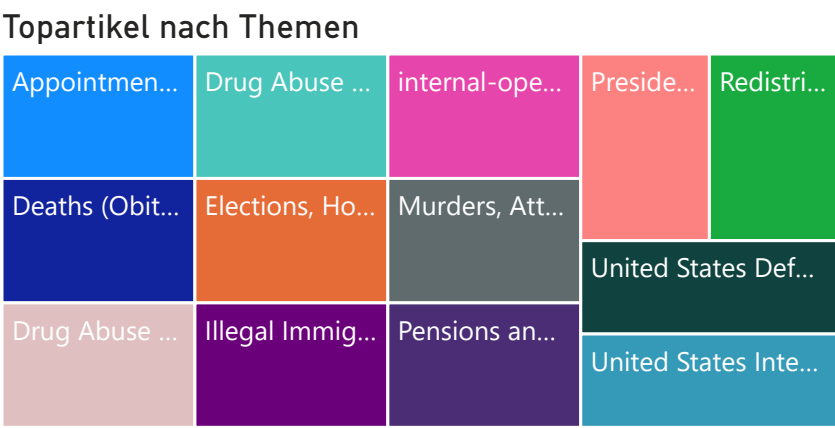 Topartikel nach Themen
Appointmen...
Drug Abuse ...
internal-ope...
Preside...
Redistri...
Deaths (Obit...
Elections, Ho...
Murders, Att...
United States Def...
Drug Abuse ...
Illegal Immig...
Pensions an...
United States Inte...